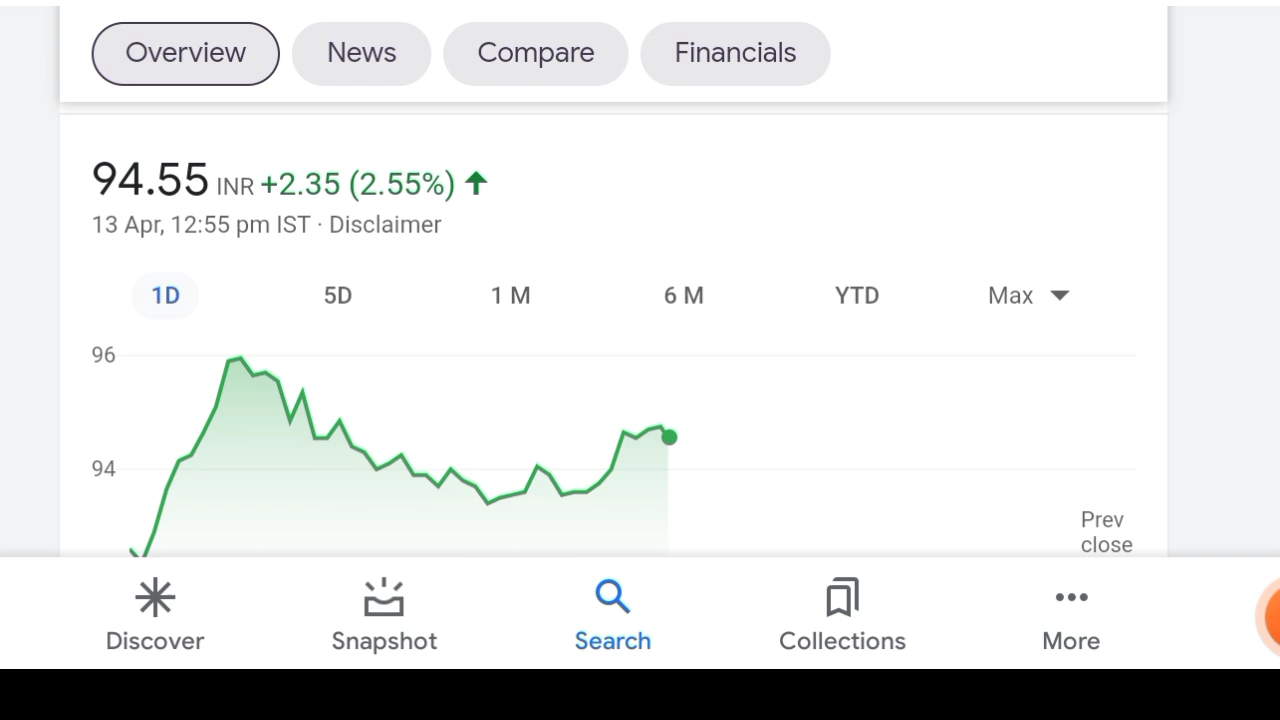 Overview News Compare Financials
94.55 INR +2.35 (2.55%)
13 Apr, 12:55 pm IST · Disclaimer
1D 5D 1 M 6 M YTD Max
96
94
Prev
close
Discover Snapshot Search Collections More